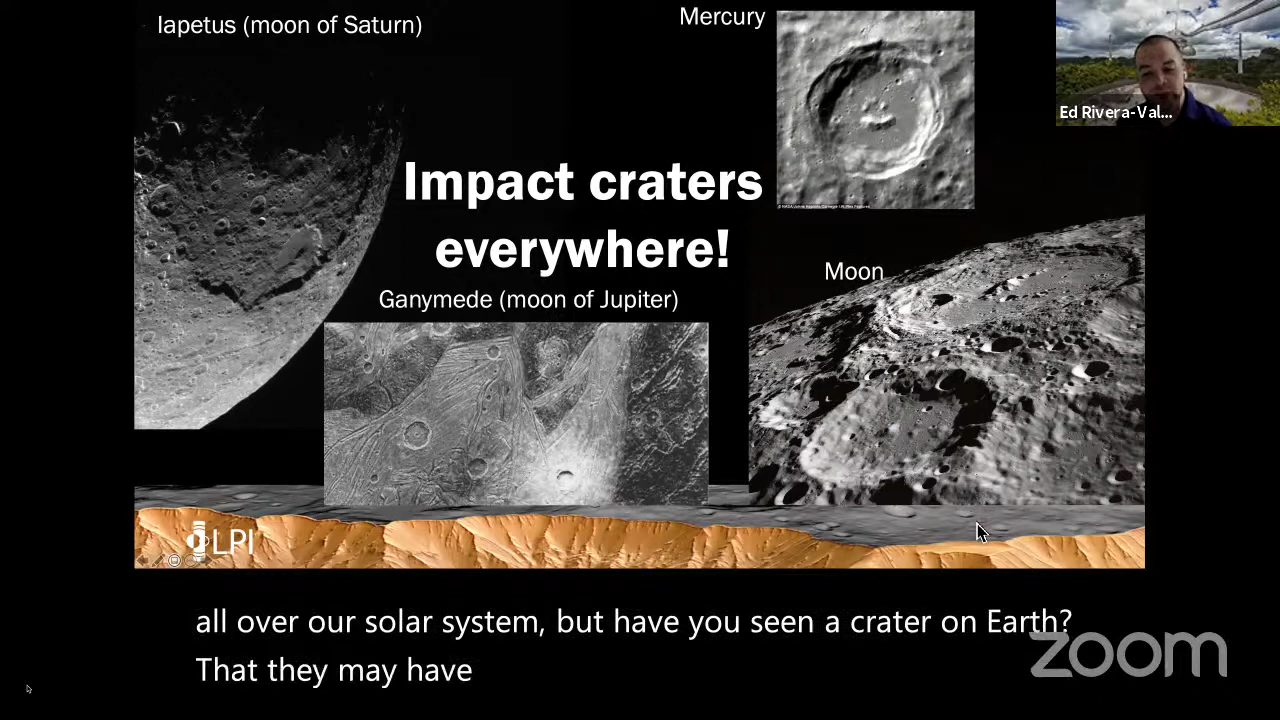 Iapetus (moon of Saturn)
Mercury
Ed Rivera-Val...
Impact craters
everywhere!
Moon
Ganymede (moon of Jupiter)
LPI
all over our solar system, but have you seen a crater on Earth?
That they may have
zoom